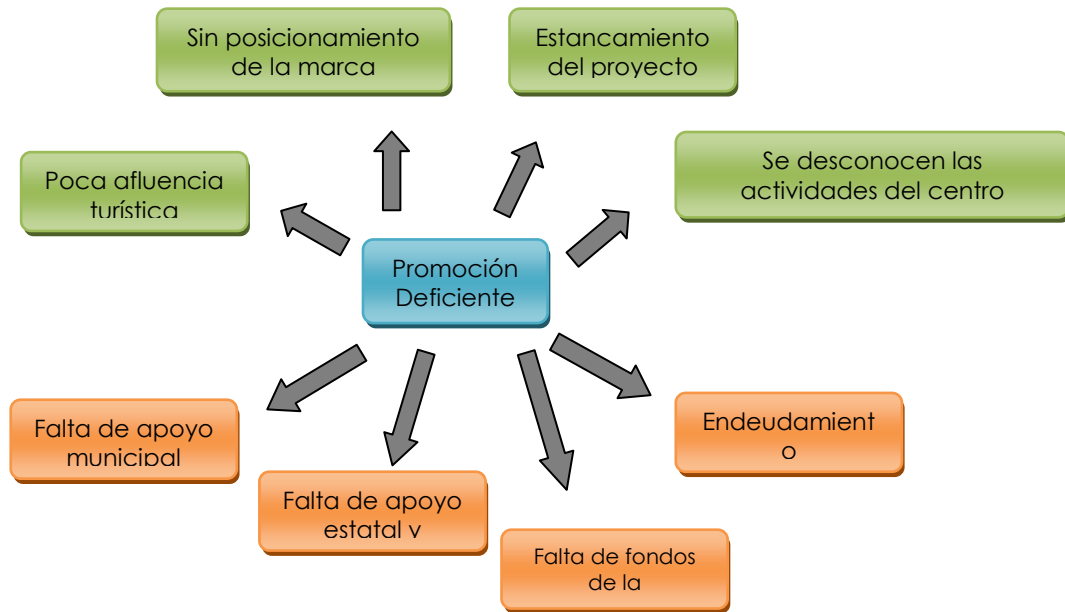 Sin posicionamiento
de la marca
Estancamiento
del proyecto
Poca afluencia
turística
Se desconocen las
actividades del centro
Promoción
Deficiente
Falta de apoyo
municipal
Falta de apoyo
estatal y
Falta de fondos
de la
Endeudamient
o